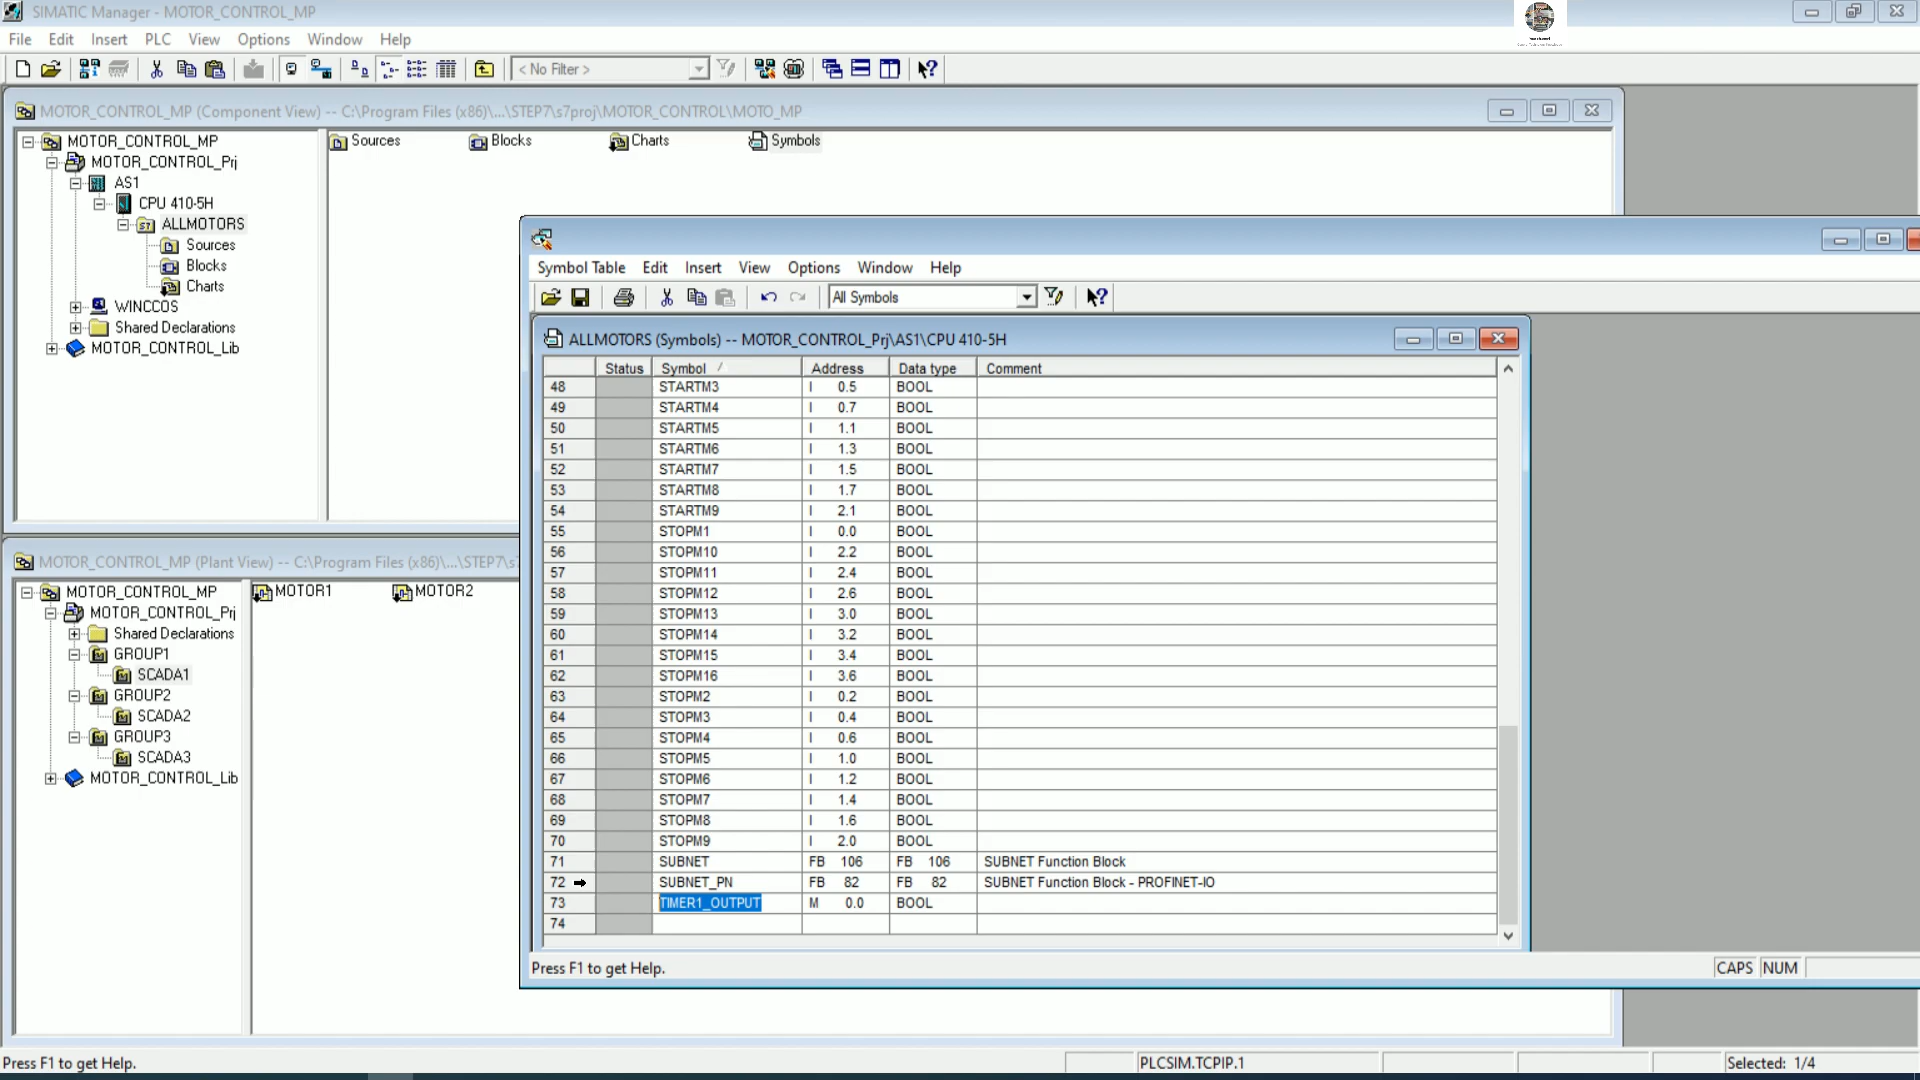 SIMATIC Manager - MOTOR_CONTROL_MP
File Edit Insert PLC View Options Window Help
< No Filter >
MOTOR_CONTROL_MP (Component View) -- C:\Program Files (x86)\...\STEP7\s7proj\MOTOR_CONTROL\MOTO_MP
MOTOR_CONTROL_MP
MOTOR_CONTROL_Prj
AS1
CPU 410-5H
ALLMOTORS
Sources
Blocks
Charts
WINCCOS
Shared Declarations
MOTOR_CONTROL_Lib
Sources Blocks Charts Symbols
Symbol Table Edit Insert View Options Window Help
All Symbols
ALLMOTORS (Symbols) -- MOTOR_CONTROL_Prj\AS1\CPU 410-5H
Status Symbol / Address Data type Comment
48 STARTM3 I 0.5 BOOL
49 STARTM4 I 0.7 BOOL
50 STARTM5 I 1.1 BOOL
51 STARTM6 I 1.3 BOOL
52 STARTM7 I 1.5 BOOL
53 STARTM8 I 1.7 BOOL
54 STARTM9 I 2.1 BOOL
55 STOPM1 I 0.0 BOOL
56 STOPM10 I 2.2 BOOL
57 STOPM11 I 2.4 BOOL
58 STOPM12 I 2.6 BOOL
59 STOPM13 I 3.0 BOOL
60 STOPM14 I 3.2 BOOL
61 STOPM15 I 3.4 BOOL
62 STOPM16 I 3.6 BOOL
63 STOPM2 I 0.2 BOOL
64 STOPM3 I 0.4 BOOL
65 STOPM4 I 0.6 BOOL
66 STOPM5 I 1.0 BOOL
67 STOPM6 I 1.2 BOOL
68 STOPM7 I 1.4 BOOL
69 STOPM8 I 1.6 BOOL
70 STOPM9 I 2.0 BOOL
71 SUBNET FB 106 FB 106 SUBNET Function Block
72 SUBNET_PN FB 82 FB 82 SUBNET Function Block - PROFINET-IO
73 TIMER1_OUTPUT M 0.0 BOOL
74
Press F1 to get Help. CAPS NUM
MOTOR_CONTROL_MP (Plant View) -- C:\Program Files (x86)\...\STEP7\s
MOTOR_CONTROL_MP
MOTOR_CONTROL_Prj
Shared Declarations
GROUP1
SCADA1
GROUP2
SCADA2
GROUP3
SCADA3
MOTOR_CONTROL_Lib
MOTOR1 MOTOR2
Press F1 to get Help. PLCSIM.TCPIP.1 Selected: 1/4